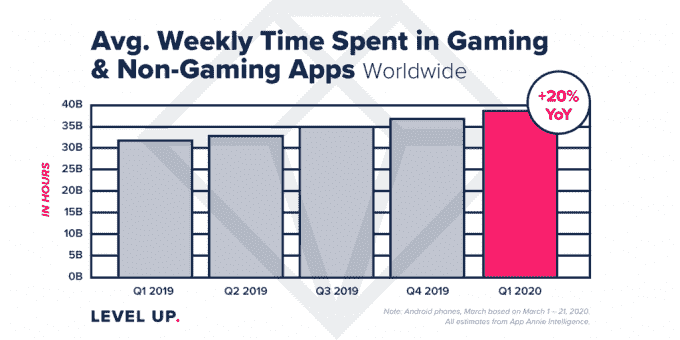 Avg. Weekly Time Spent in Gaming
& Non-Gaming Apps Worldwide
+20%
YoY
40B
35B
30B
25B
20B
15B
10B
5B
0B
IN HOURS
Q1 2019 Q2 2019 Q3 2019 Q4 2019 Q1 2020
LEVEL UP.
Note: Android phones, March based on March 1 – 21, 2020.
All estimates from App Annie Intelligence.